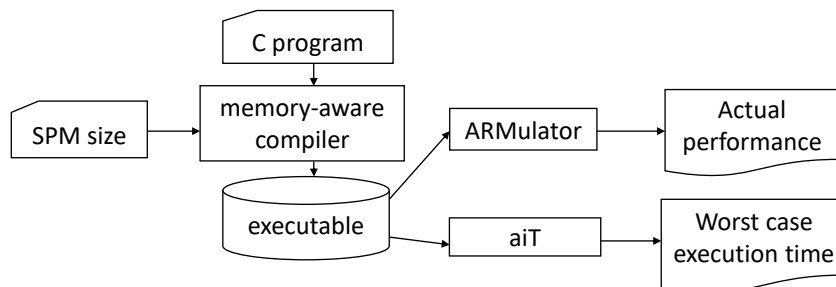 C program
SPM size
memory-aware
compiler
executable
ARMulator
Actual
performance
aiT
Worst case
execution time